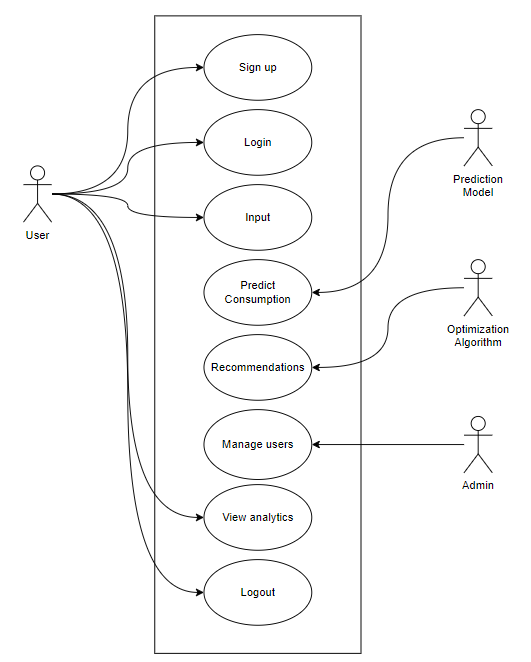 Sign up
Login
User
Input
Predict
Consumption
Recommendations
Manage users
View analytics
Logout
Prediction
Model
Optimization
Algorithm
Admin